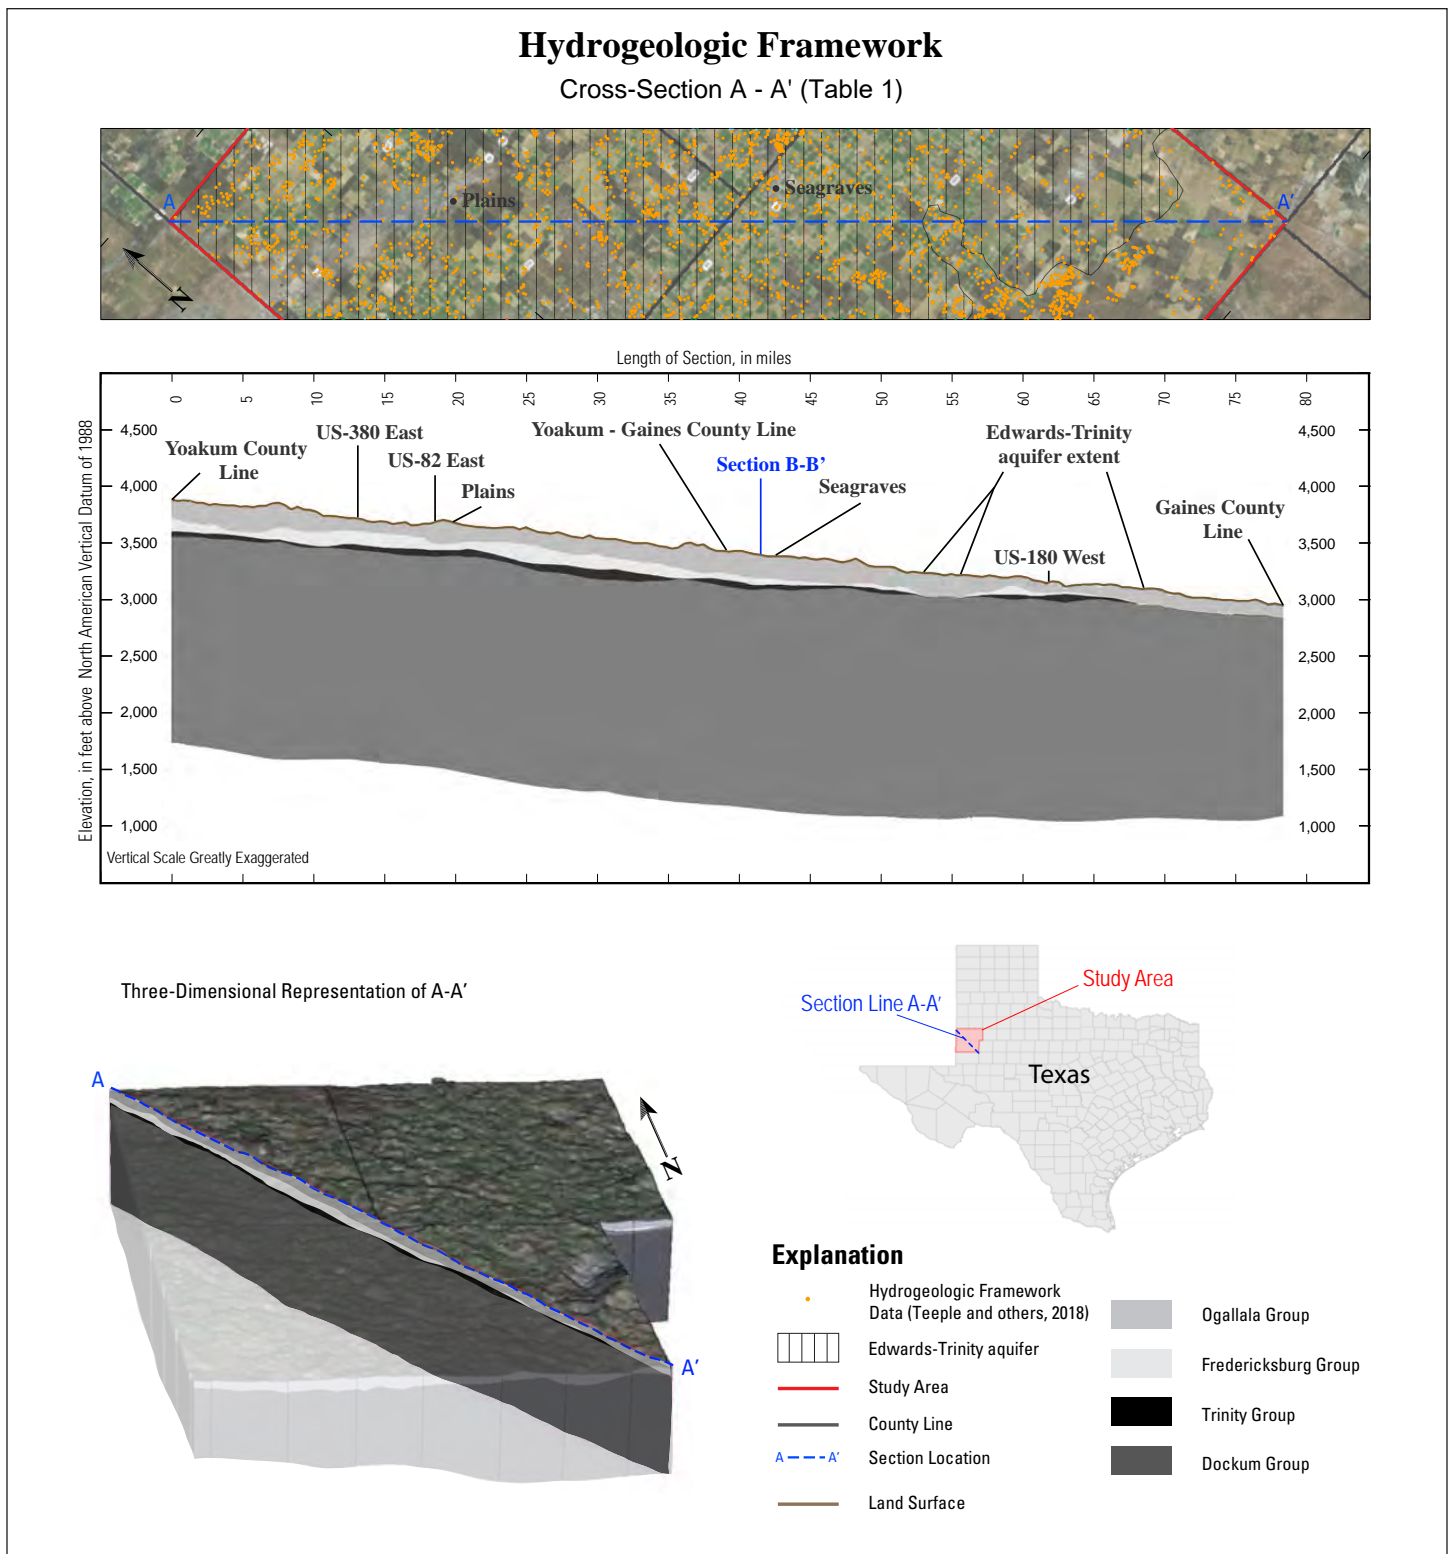 Hydrogeologic Framework
Cross-Section A - A' (Table 1)
A
Plains
Seagraves
A'
N
Length of Section, in miles
0 5 10 15 20 25 30 35 40 45 50 55 60 65 70 75 80
Elevation, in feet above North American Vertical Datum of 1988
4,500
4,000
3,500
3,000
2,500
2,000
1,500
1,000
Yoakum County
Line
US-380 East
US-82 East
Plains
Yoakum - Gaines County Line
Section B-B’
Seagraves
Edwards-Trinity
aquifer extent
US-180 West
Gaines County
Line
4,500
4,000
3,500
3,000
2,500
2,000
1,500
1,000
Vertical Scale Greatly Exaggerated
Three-Dimensional Representation of A-A’
A
N
A’
Study Area
Section Line A-A’
Texas
Explanation
Hydrogeologic Framework
Data (Teeple and others, 2018)
Edwards-Trinity aquifer
Study Area
County Line
A A’ Section Location
Land Surface
Ogallala Group
Fredericksburg Group
Trinity Group
Dockum Group